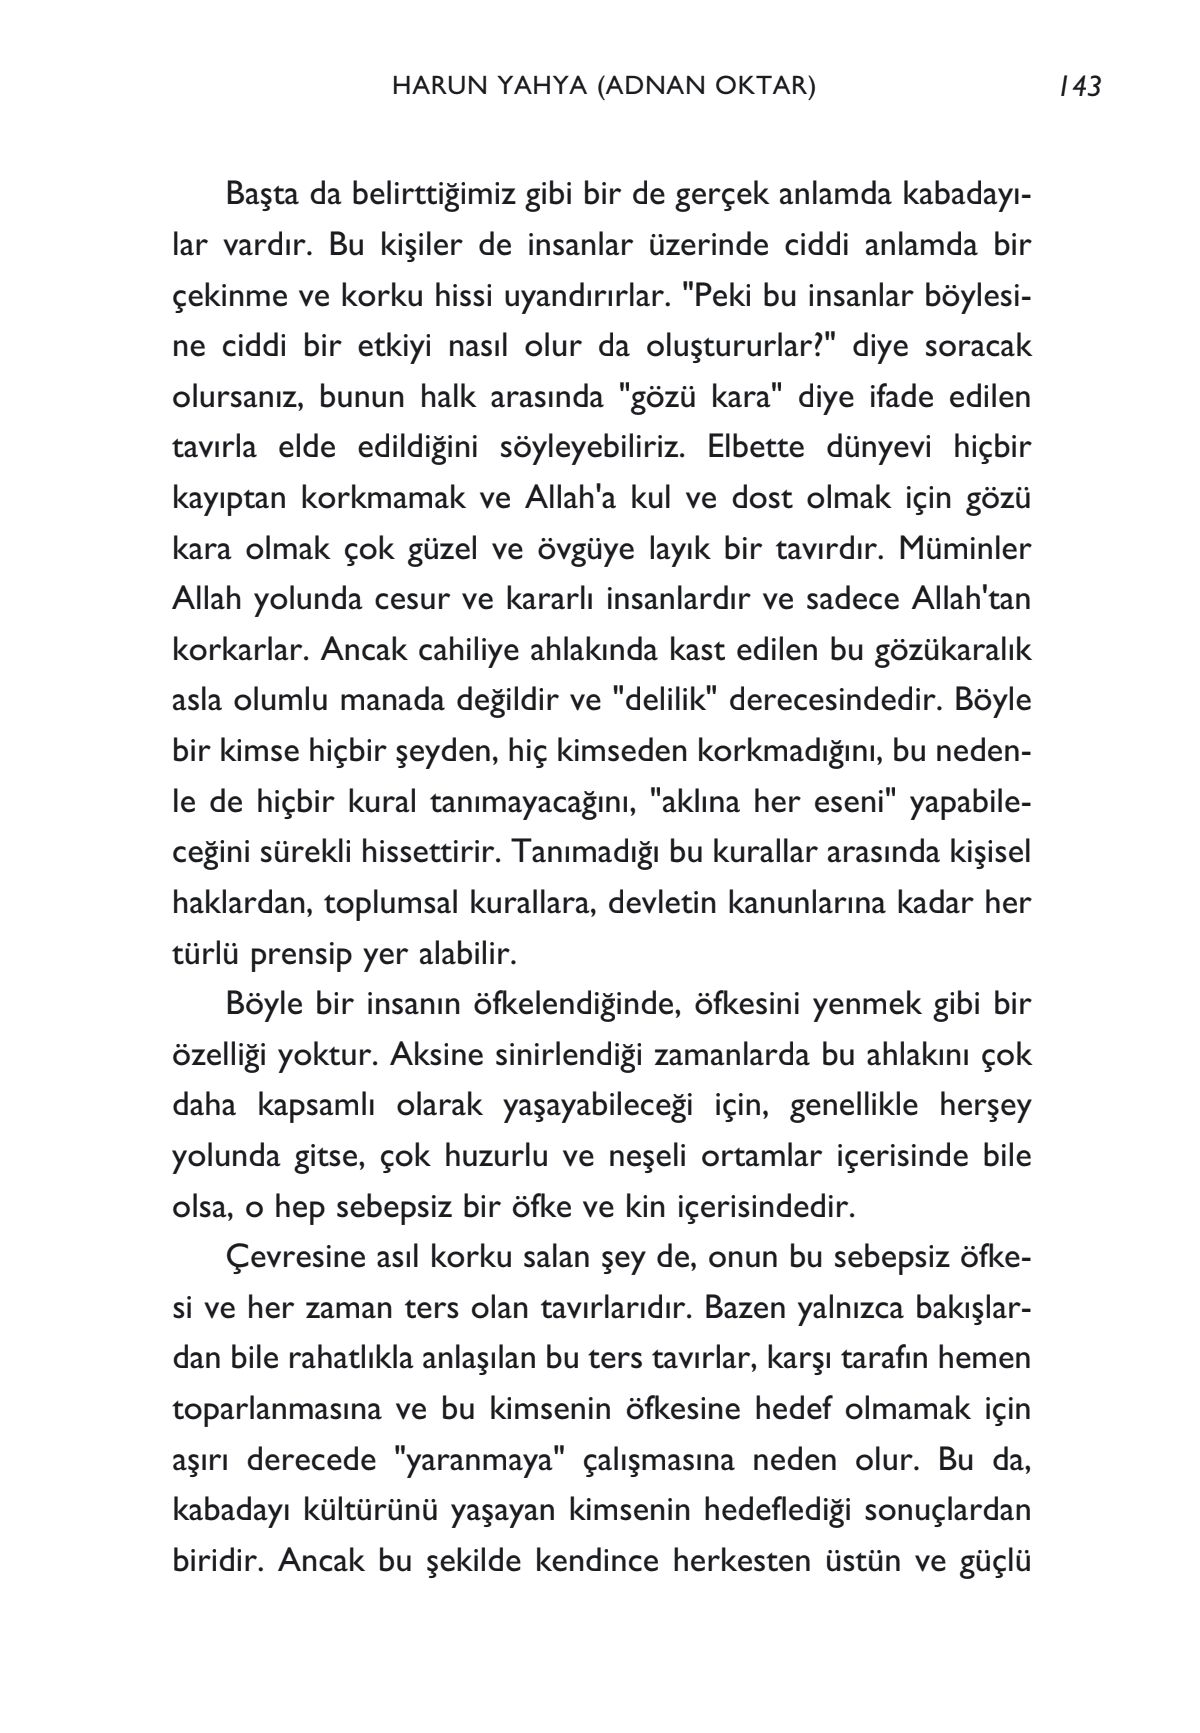 HARUN YAHYA (ADNAN OKTAR) 143
Başta da belirttiğimiz gibi bir de gerçek anlamda kabadayı-
lar vardır. Bu kişiler de insanlar üzerinde ciddi anlamda bir
çekinme ve korku hissi uyandırırlar. "Peki bu insanlar böylesi-
ne ciddi bir etkiyi nasıl olur da oluştururlar?" diye soracak
olursanız, bunun halk arasında "gözü kara" diye ifade edilen
tavırla elde edildiğini söyleyebiliriz. Elbette dünyevi hiçbir
kayıptan korkmamak ve Allah'a kul ve dost olmak için gözü
kara olmak çok güzel ve övgüye layık bir tavırdır. Müminler
Allah yolunda cesur ve kararlı insanlardır ve sadece Allah'tan
korkarlar. Ancak cahiliye ahlakında kast edilen bu gözükaralık
asla olumlu manada değildir ve "delilik" derecesindedir. Böyle
bir kimse hiçbir şeyden, hiç kimseden korkmadığını, bu neden-
le de hiçbir kural tanımayacağını, "aklına her eseni" yapabile-
ceğini sürekli hissettirir. Tanımadığı bu kurallar arasında kişisel
haklardan, toplumsal kurallara, devletin kanunlarına kadar her
türlü prensip yer alabilir.
Böyle bir insanın öfkelendiğinde, öfkesini yenmek gibi bir
özelliği yoktur. Aksine sinirlendiği zamanlarda bu ahlakını çok
daha kapsamlı olarak yaşayabileceği için, genellikle herşey
yolunda gitse, çok huzurlu ve neşeli ortamlar içerisinde bile
olsa, o hep sebepsiz bir öfke ve kin içerisindedir.
Çevresine asıl korku salan şey de, onun bu sebepsiz öfke-
si ve her zaman ters olan tavırlarıdır. Bazen yalnızca bakışlar-
dan bile rahatlıkla anlaşılan bu ters tavırlar, karşı tarafın hemen
toparlanmasına ve bu kimsenin öfkesine hedef olmamak için
aşırı derecede "yaranmaya" çalışmasına neden olur. Bu da,
kabadayı kültürünü yaşayan kimsenin hedeflediği sonuçlardan
biridir. Ancak bu şekilde kendince herkesten üstün ve güçlü